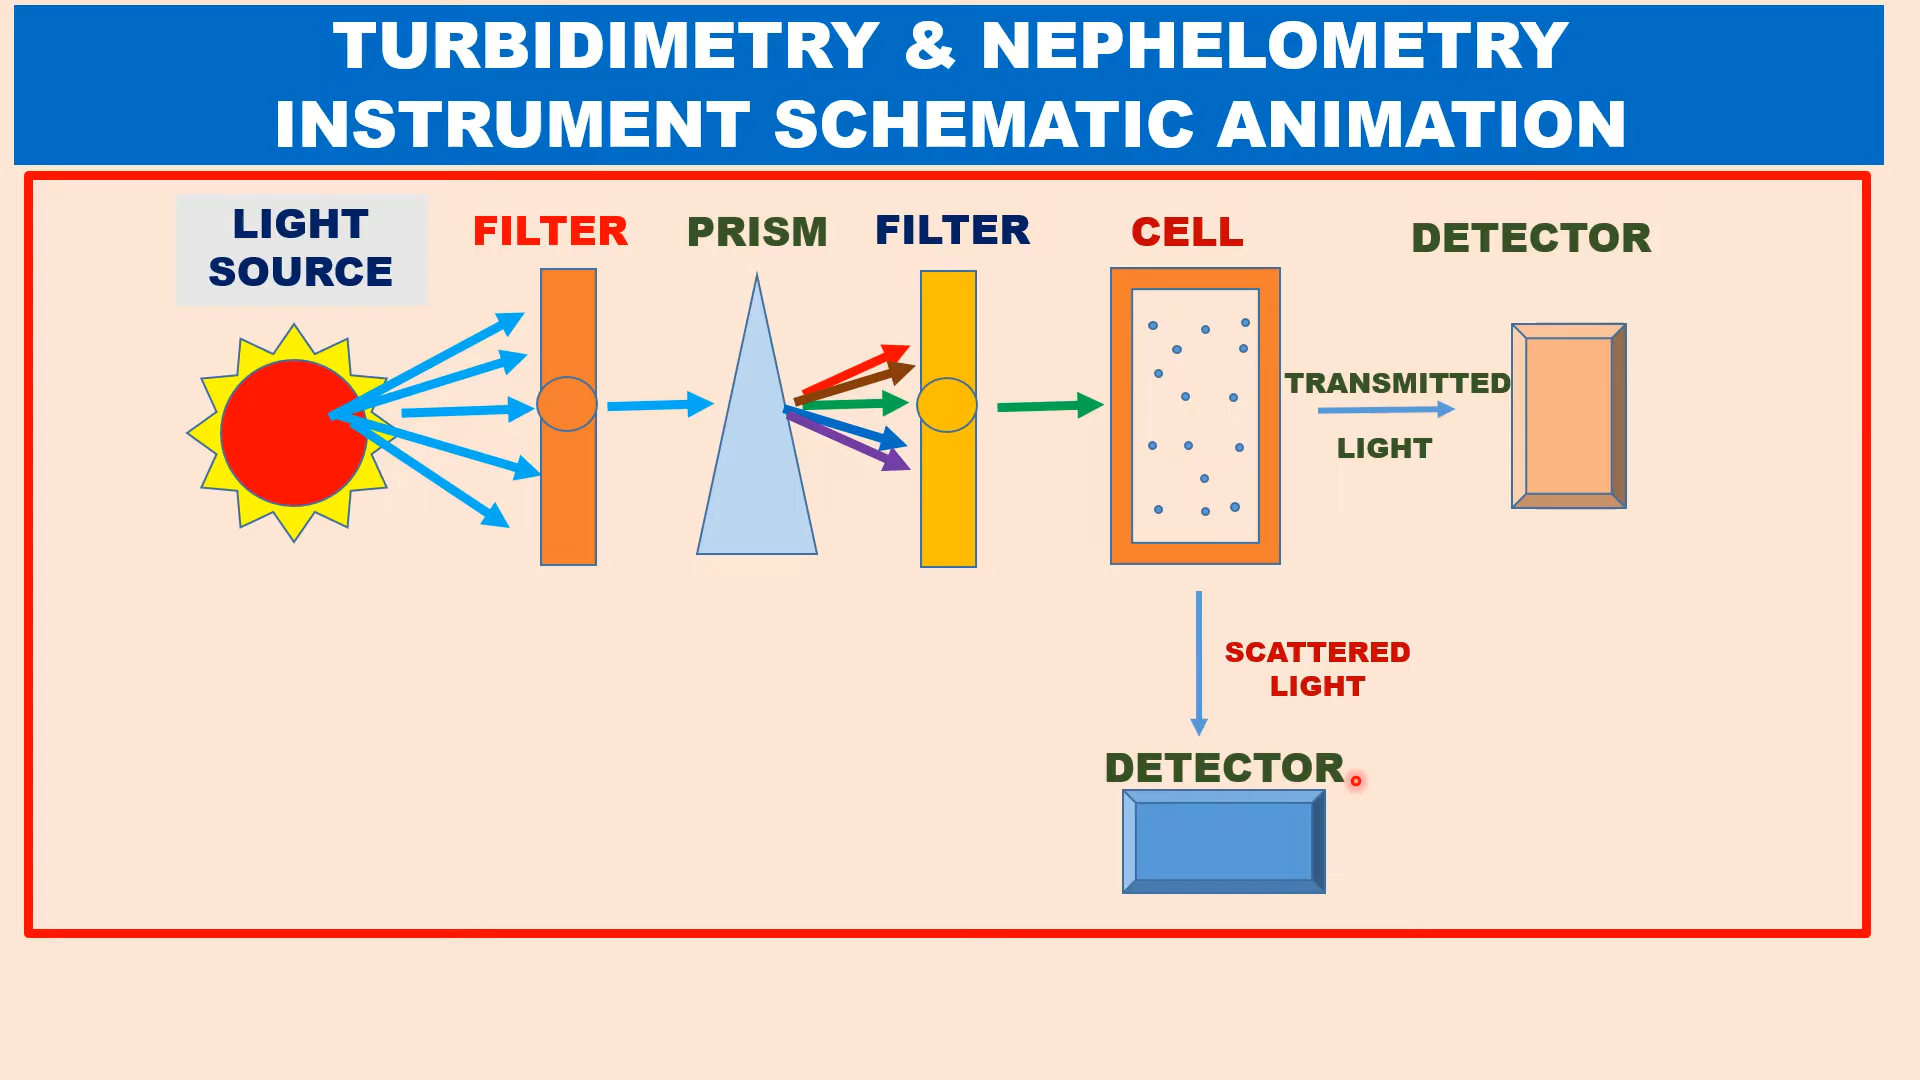 TURBIDIMETRY & NEPHELOMETRY
INSTRUMENT SCHEMATIC ANIMATION
LIGHT
SOURCE
FILTER
PRISM
FILTER
CELL
DETECTOR
TRANSMITTED
LIGHT
SCATTERED
LIGHT
DETECTOR